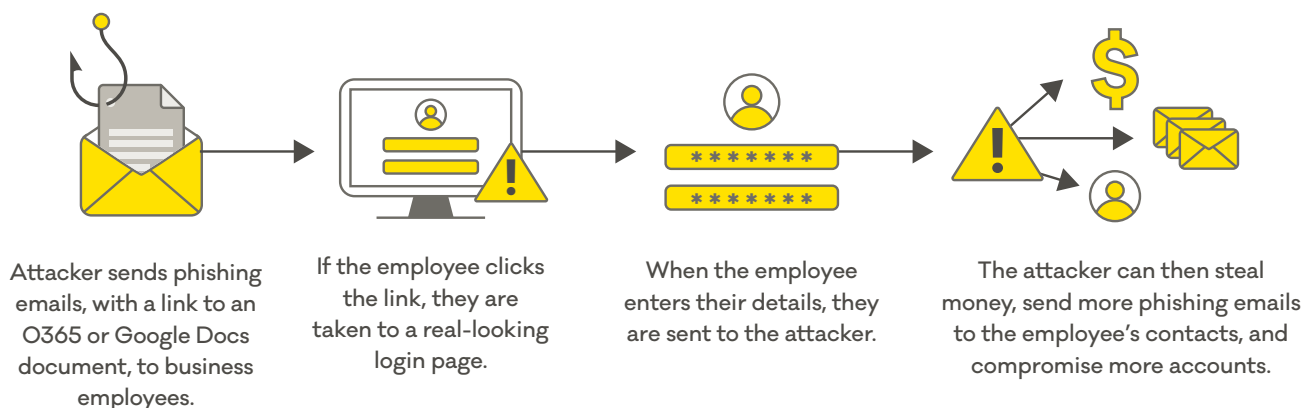 *******
*******
Attacker sends phishing
emails, with a link to an
O365 or Google Docs
document, to business
employees.
If the employee clicks
the link, they are
taken to a real-looking
login page.
When the employee
enters their details, they
are sent to the attacker.
The attacker can then steal
money, send more phishing emails
to the employee’s contacts, and
compromise more accounts.